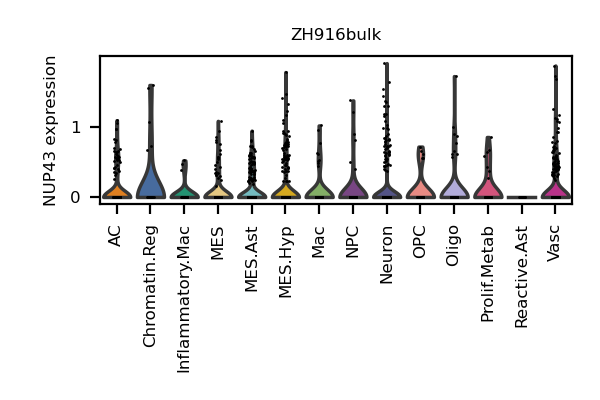 ZH916bulk
NUP43 expression
1
0
AC
Chromatin.Reg
Inflammatory.Mac
MES
MES.Ast
MES.Hyp
Mac
NPC
Neuron
OPC
Oligo
Prolif.Metab
Reactive.Ast
Vasc